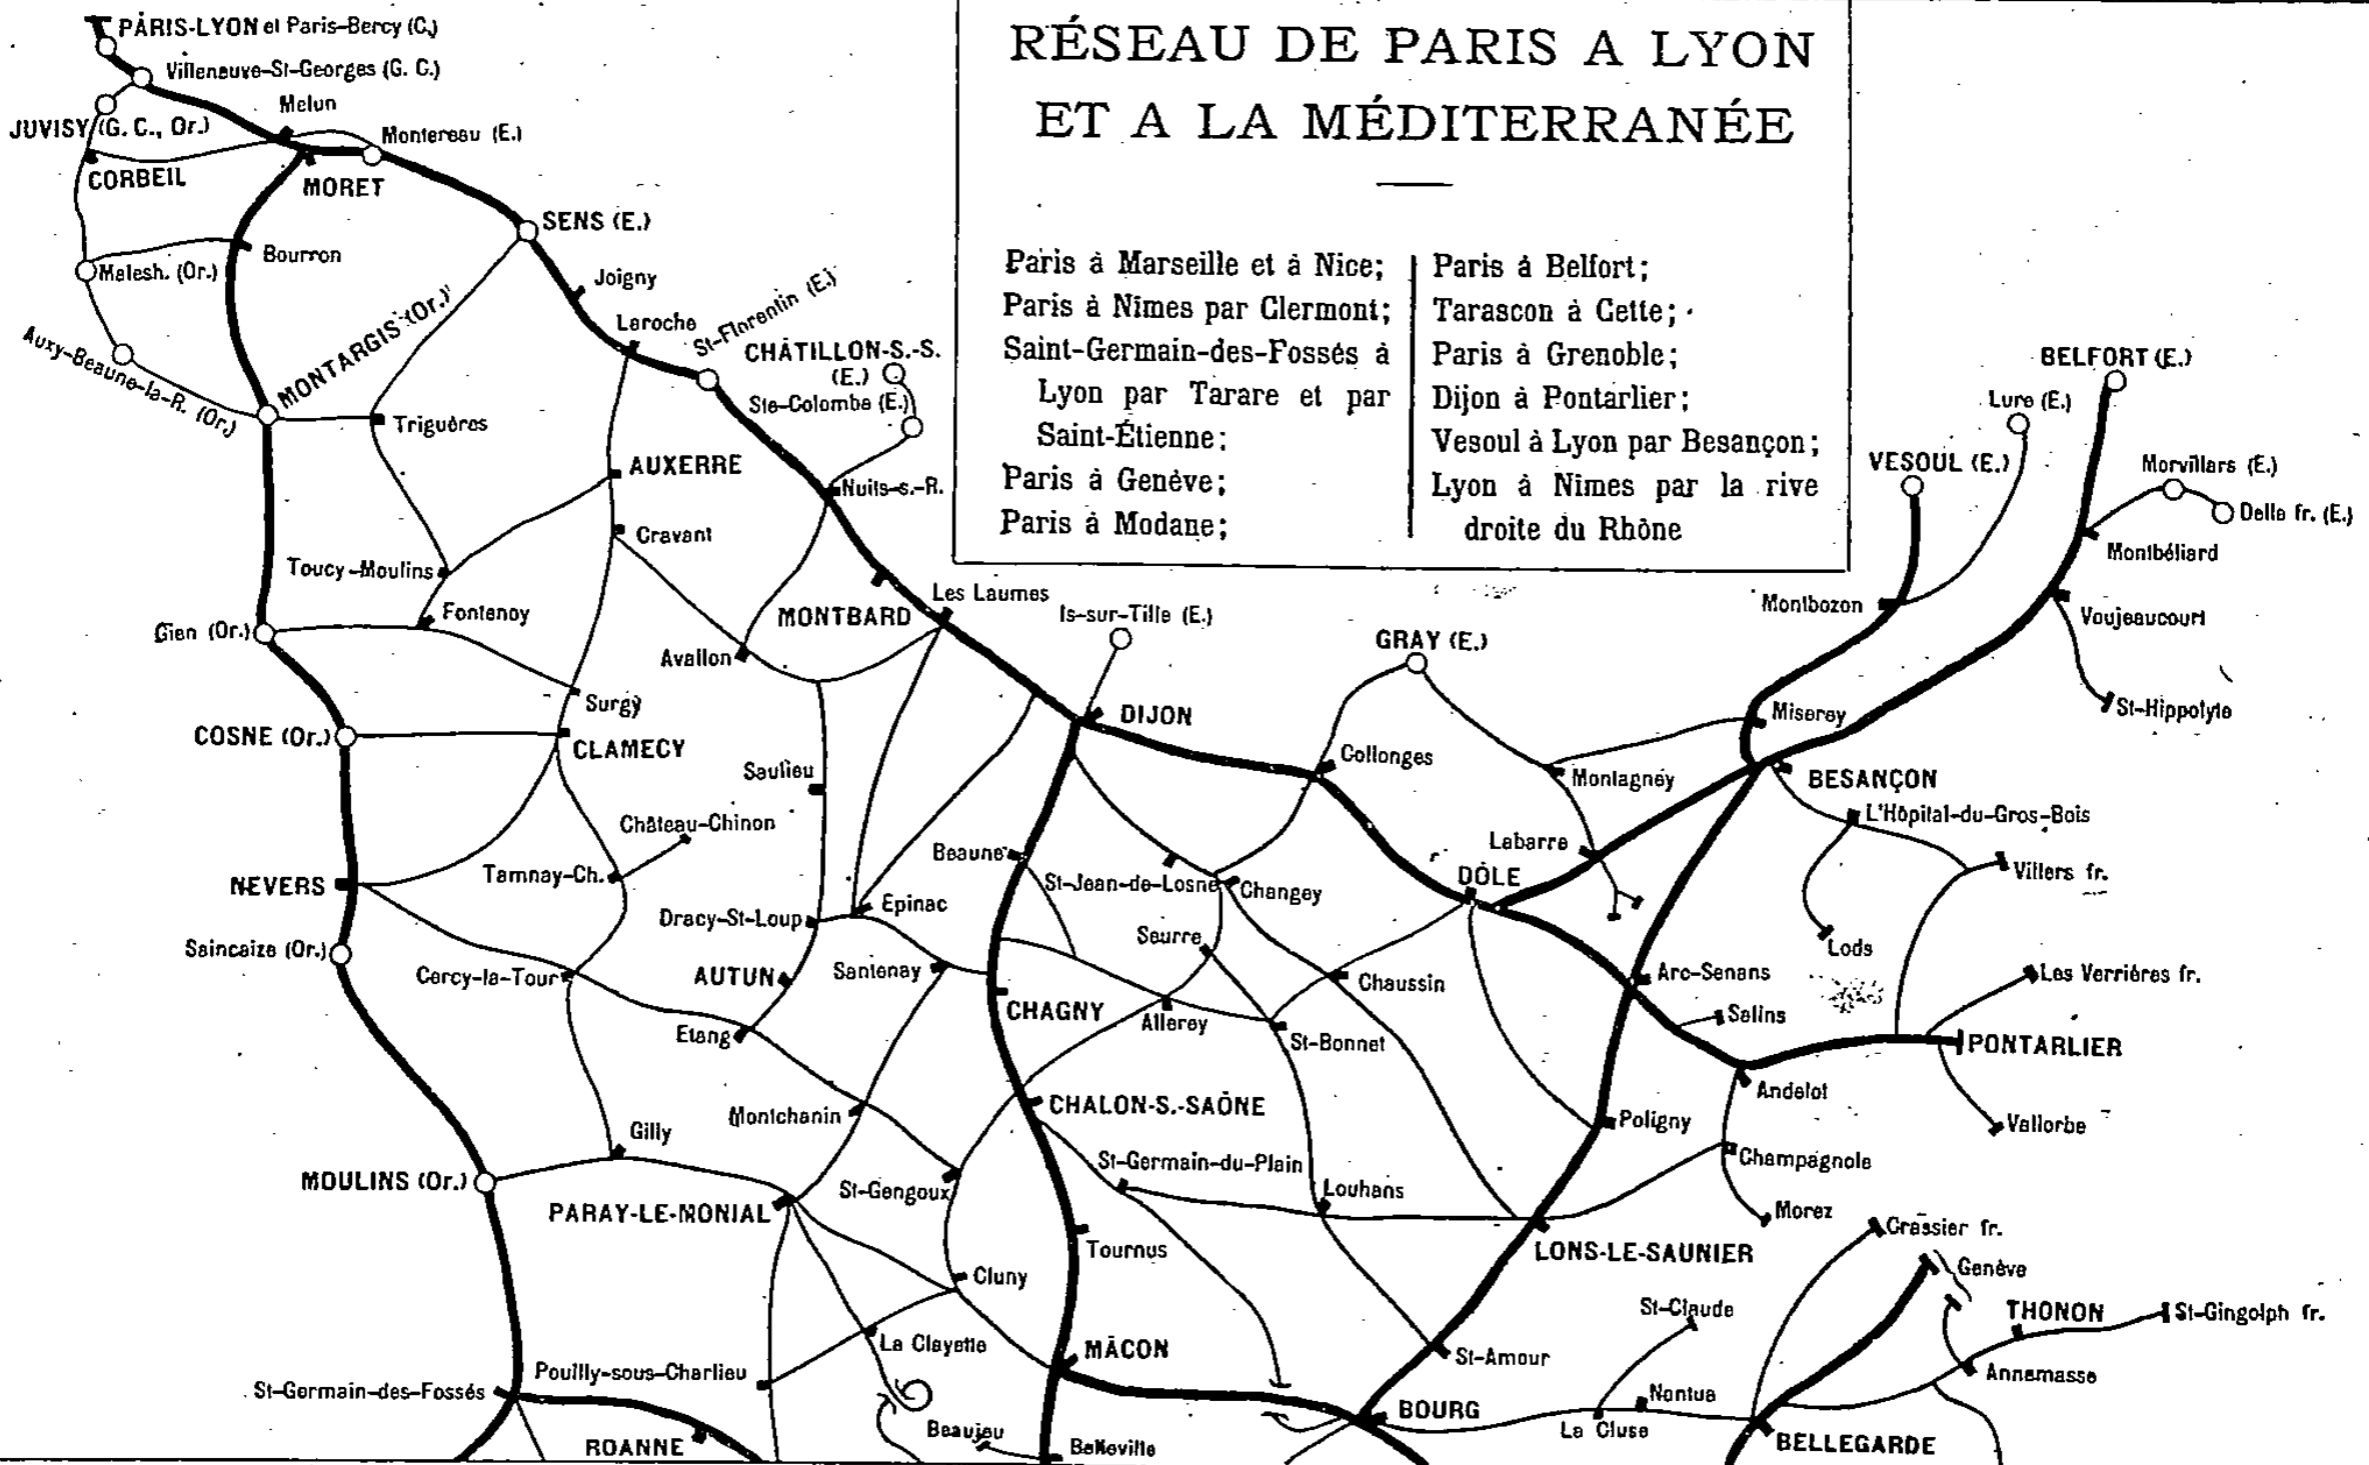 RÉSEAU DE PARIS A LYON
ET A LA MÉDITERRANÉE
Paris à Marseille et à Nice;
Paris à Nîmes par Clermont;
Saint-Germain-des-Fossés à
Lyon par Tarare et par
Saint-Étienne;
Paris à Genève;
Paris à Modane;
Paris à Belfort;
Tarascon à Cette;
Paris à Grenoble;
Dijon à Pontarlier;
Vesoul à Lyon par Besançon;
Lyon à Nîmes par la rive
droite du Rhône
PARIS-LYON et Paris-Bercy (C.)
Villeneuve-St-Georges (G. C.)
Melun
JUVISY (G. C., Or.)
Montereau (E.)
CORBEIL
MORET
SENS (E.)
Bourron
Malesh. (Or.)
Joigny
Laroche
St-Florentin (E.)
CHÂTILLON-S.-S.
(E.)
Ste-Colombe (E.)
Auxy-Beaune-la-R. (Or.)
MONTARGIS (Or.)
Triguères
AUXERRE
Nuits-s.-R.
Cravant
Toucy-Moulins
Fontenoy
MONTBARD
Les Laumes
Is-sur-Tille (E.)
GRAY (E.)
Gien (Or.)
Avallon
Surgy
COSNE (Or.)
CLAMECY
DIJON
Collonges
Saulieu
Château-Chinon
NEVERS
Tamnay-Ch.
Beaune
St-Jean-de-Losne
Changey
Epinac
Dracy-St-Loup
Seurre
Saincaize (Or.)
Cercy-la-Tour
AUTUN
Santenay
CHAGNY
Allerey
Chaussin
St-Bonnet
Etang
Montchanin
CHALON-S.-SAÔNE
Gilly
MOULINS (Or.)
PARAY-LE-MONIAL
St-Gengoux
St-Germain-du-Plain
Louhans
Tournus
Cluny
La Clayette
MÂCON
Pouilly-sous-Charlieu
St-Germain-des-Fossés
ROANNE
Beaujeu
Belleville
BELFORT (E.)
Lure (E.)
VESOUL (E.)
Morvillars (E.)
Delle fr. (E.)
Montbéliard
Montbozon
Voujeaucourt
St-Hippolyte
Miserey
Montagney
BESANÇON
L'Hôpital-du-Gros-Bois
Labarre
DÔLE
Villers fr.
Lods
Arc-Senans
Les Verrières fr.
Salins
PONTARLIER
Andelot
Vallorbe
Poligny
Champagnole
Morez
Crassier fr.
LONS-LE-SAUNIER
Genève
St-Claude
THONON
St-Gingolph fr.
St-Amour
Annemasse
Nantua
BOURG
La Cluse
BELLEGARDE